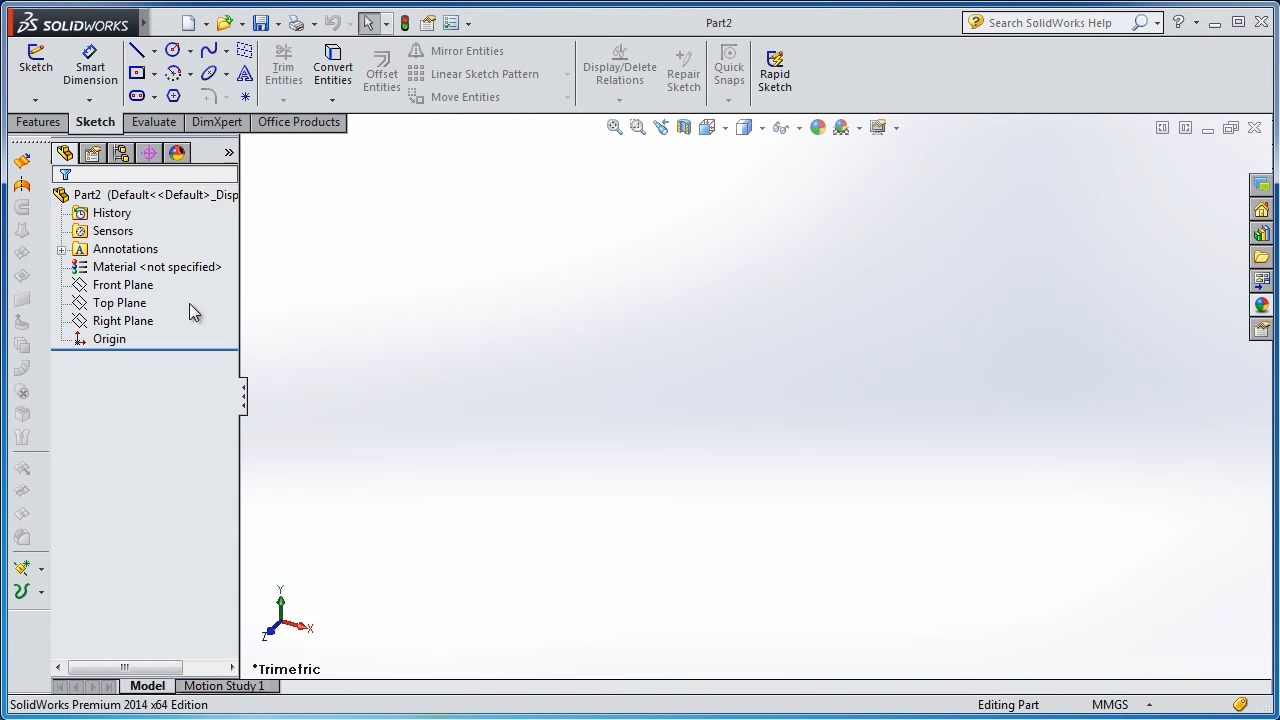 SOLIDWORKS
Part2
Search SolidWorks Help
Sketch
Smart
Dimension
Trim
Entities
Convert
Entities
Offset
Entities
Mirror Entities
Linear Sketch Pattern
Move Entities
Display/Delete
Relations
Repair
Sketch
Quick
Snaps
Rapid
Sketch
Features
Sketch
Evaluate
DimXpert
Office Products
Part2 (Default<<Default>_Disp
History
Sensors
Annotations
Material <not specified>
Front Plane
Top Plane
Right Plane
Origin
Y
X
Z
*Trimetric
Model
Motion Study 1
SolidWorks Premium 2014 x64 Edition
Editing Part
MMGS